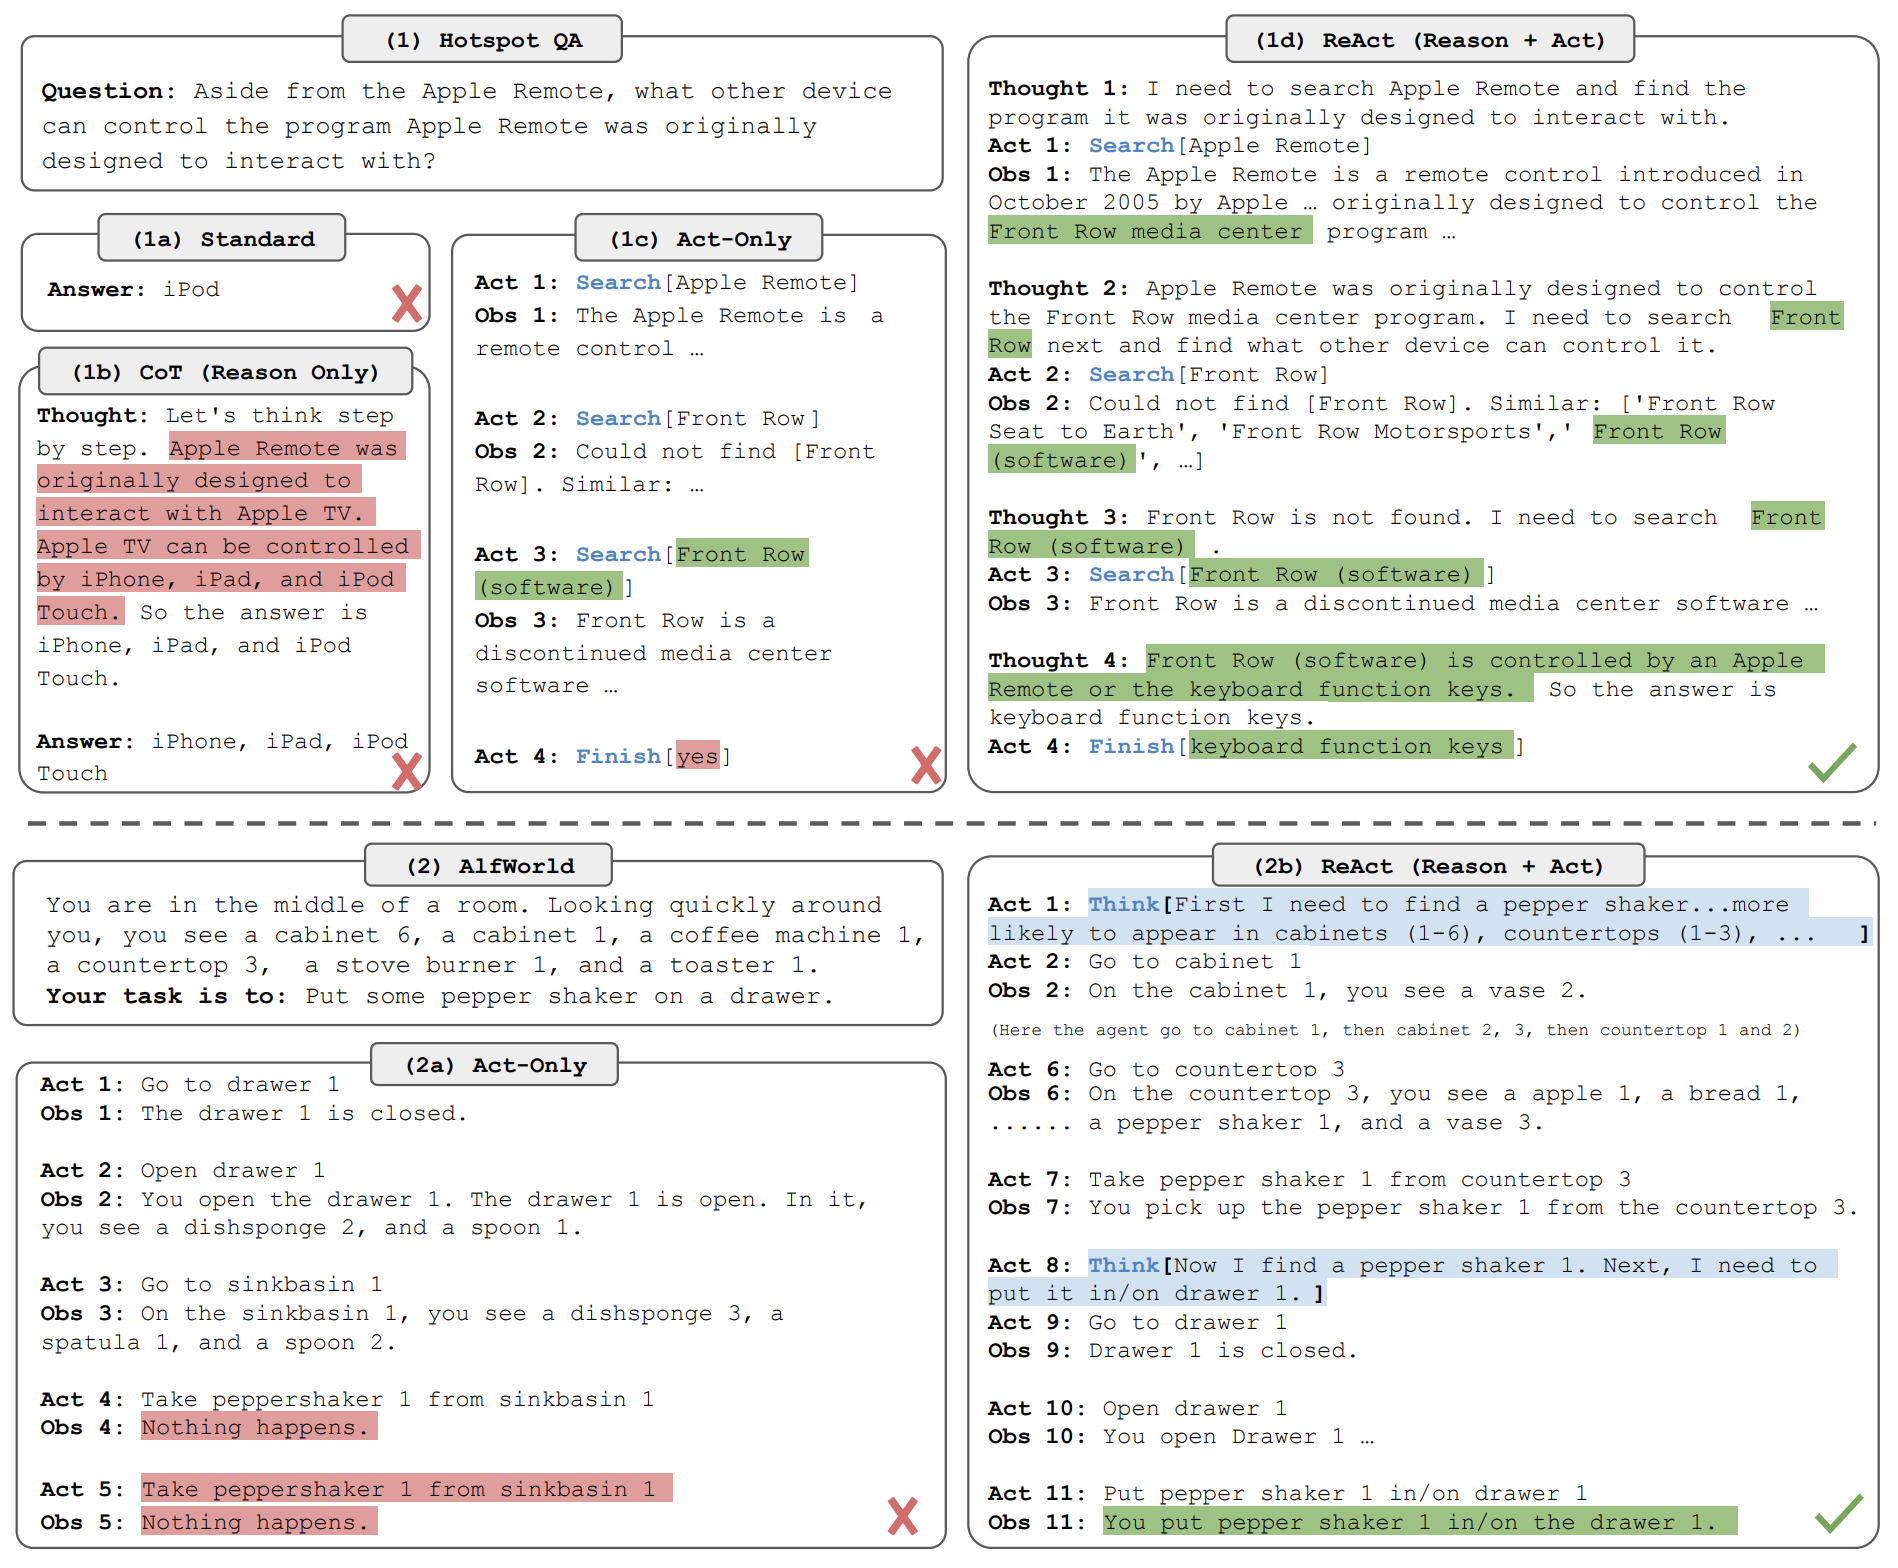 (1) Hotspot QA
Question: Aside from the Apple Remote, what other device
can control the program Apple Remote was originally
designed to interact with?
(1a) Standard
Answer: iPod
(1b) CoT (Reason Only)
Thought: Let's think step
by step. Apple Remote was
originally designed to
interact with Apple TV.
Apple TV can be controlled
by iPhone, iPad, and iPod
Touch. So the answer is
iPhone, iPad, and iPod
Touch.
Answer: iPhone, iPad, iPod
Touch
(1c) Act-Only
Act 1: Search[Apple Remote]
Obs 1: The Apple Remote is a
remote control …
Act 2: Search[Front Row]
Obs 2: Could not find [Front
Row]. Similar: …
Act 3: Search[Front Row
(software)]
Obs 3: Front Row is a
discontinued media center
software …
Act 4: Finish[yes]
(1d) ReAct (Reason + Act)
Thought 1: I need to search Apple Remote and find the
program it was originally designed to interact with.
Act 1: Search[Apple Remote]
Obs 1: The Apple Remote is a remote control introduced in
October 2005 by Apple … originally designed to control the
Front Row media center program …
Thought 2: Apple Remote was originally designed to control
the Front Row media center program. I need to search Front
Row next and find what other device can control it.
Act 2: Search[Front Row]
Obs 2: Could not find [Front Row]. Similar: ['Front Row
Seat to Earth', 'Front Row Motorsports',' Front Row
(software)', …]
Thought 3: Front Row is not found. I need to search Front
Row (software) .
Act 3: Search[Front Row (software) ]
Obs 3: Front Row is a discontinued media center software …
Thought 4: Front Row (software) is controlled by an Apple
Remote or the keyboard function keys. So the answer is
keyboard function keys.
Act 4: Finish[keyboard function keys ]
(2) AlfWorld
You are in the middle of a room. Looking quickly around
you, you see a cabinet 6, a cabinet 1, a coffee machine 1,
a countertop 3, a stove burner 1, and a toaster 1.
Your task is to: Put some pepper shaker on a drawer.
(2a) Act-Only
Act 1: Go to drawer 1
Obs 1: The drawer 1 is closed.
Act 2: Open drawer 1
Obs 2: You open the drawer 1. The drawer 1 is open. In it,
you see a dishsponge 2, and a spoon 1.
Act 3: Go to sinkbasin 1
Obs 3: On the sinkbasin 1, you see a dishsponge 3, a
spatula 1, and a spoon 2.
Act 4: Take peppershaker 1 from sinkbasin 1
Obs 4: Nothing happens.
Act 5: Take peppershaker 1 from sinkbasin 1
Obs 5: Nothing happens.
(2b) ReAct (Reason + Act)
Act 1: Think[First I need to find a pepper shaker...more
likely to appear in cabinets (1-6), countertops (1-3), ... ]
Act 2: Go to cabinet 1
Obs 2: On the cabinet 1, you see a vase 2.
(Here the agent go to cabinet 1, then cabinet 2, 3, then countertop 1 and 2)
Act 6: Go to countertop 3
Obs 6: On the countertop 3, you see a apple 1, a bread 1,
...... a pepper shaker 1, and a vase 3.
Act 7: Take pepper shaker 1 from countertop 3
Obs 7: You pick up the pepper shaker 1 from the countertop 3.
Act 8: Think[Now I find a pepper shaker 1. Next, I need to
put it in/on drawer 1. ]
Act 9: Go to drawer 1
Obs 9: Drawer 1 is closed.
Act 10: Open drawer 1
Obs 10: You open Drawer 1 …
Act 11: Put pepper shaker 1 in/on drawer 1
Obs 11: You put pepper shaker 1 in/on the drawer 1.